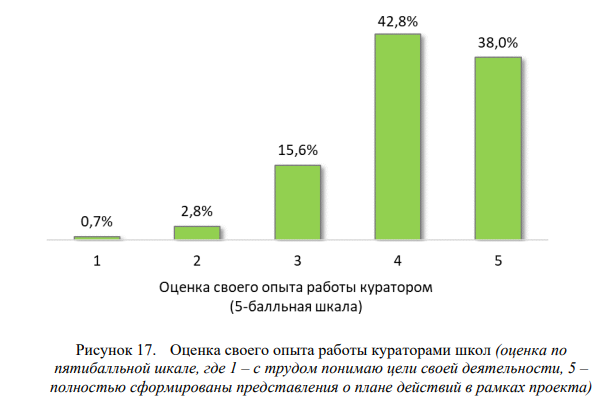 42,8%
38,0%
15,6%
2,8%
0,7%
1 2 3 4 5
Оценка своего опыта работы куратором
(5-балльная шкала)
Рисунок 17. Оценка своего опыта работы кураторами школ (оценка по
пятибалльной шкале, где 1 – с трудом понимаю цели своей деятельности, 5 –
полностью сформированы представления о плане действий в рамках проекта)